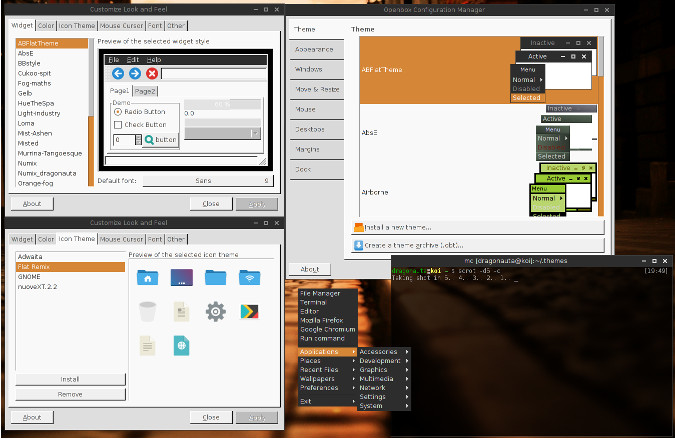 Customize Look and Feel
Widget Color Icon Theme Mouse Cursor Font Other
ABFlatTheme
AbsE
BBstyle
Cukoo-spit
Fog-maths
Gelb
HueTheSpa
Light-industry
Loma
Mist-Ashen
Misted
Murrina-Tangoesque
Numix
Numix_dragonauta
Orange-fog
Preview of the selected widget style
File Edit Help
Page1 Page2
Demo
Radio Button
Check Button
0 button
0.0
Default font: Sans 9
About Close Apply
Customize Look and Feel
Widget Color Icon Theme Mouse Cursor Font Other
Adwaita
Flat Remix
GNOME
nuoveXT.2.2
Preview of the selected icon theme
Install
Remove
About Close Apply
Openbox Configuration Manager
Theme
Appearance
Windows
Move & Resize
Mouse
Desktops
Margins
Dock
About
Theme
ABFlatTheme
Inactive
Active
Menu
Normal
Disabled
Selected
AbsE
Inactive
Active
Menu
Normal
Disabled
Selected
Airborne
Inactive
Active
Menu
Normal
Disabled
Selected
Install a new theme...
Create a theme archive (.obt)...
mc [dragonauta@koi]:~/themes
$ scrot -d5 -c [19:49]
Taking shot in 5. 4. 3. 2. 1. _
File Manager
Terminal
Editor
Mozilla Firefox
Google Chromium
Run command
Applications
Places
Recent Files
Wallpapers
Preferences
Exit
Accessories
Development
Graphics
Multimedia
Network
Settings
System